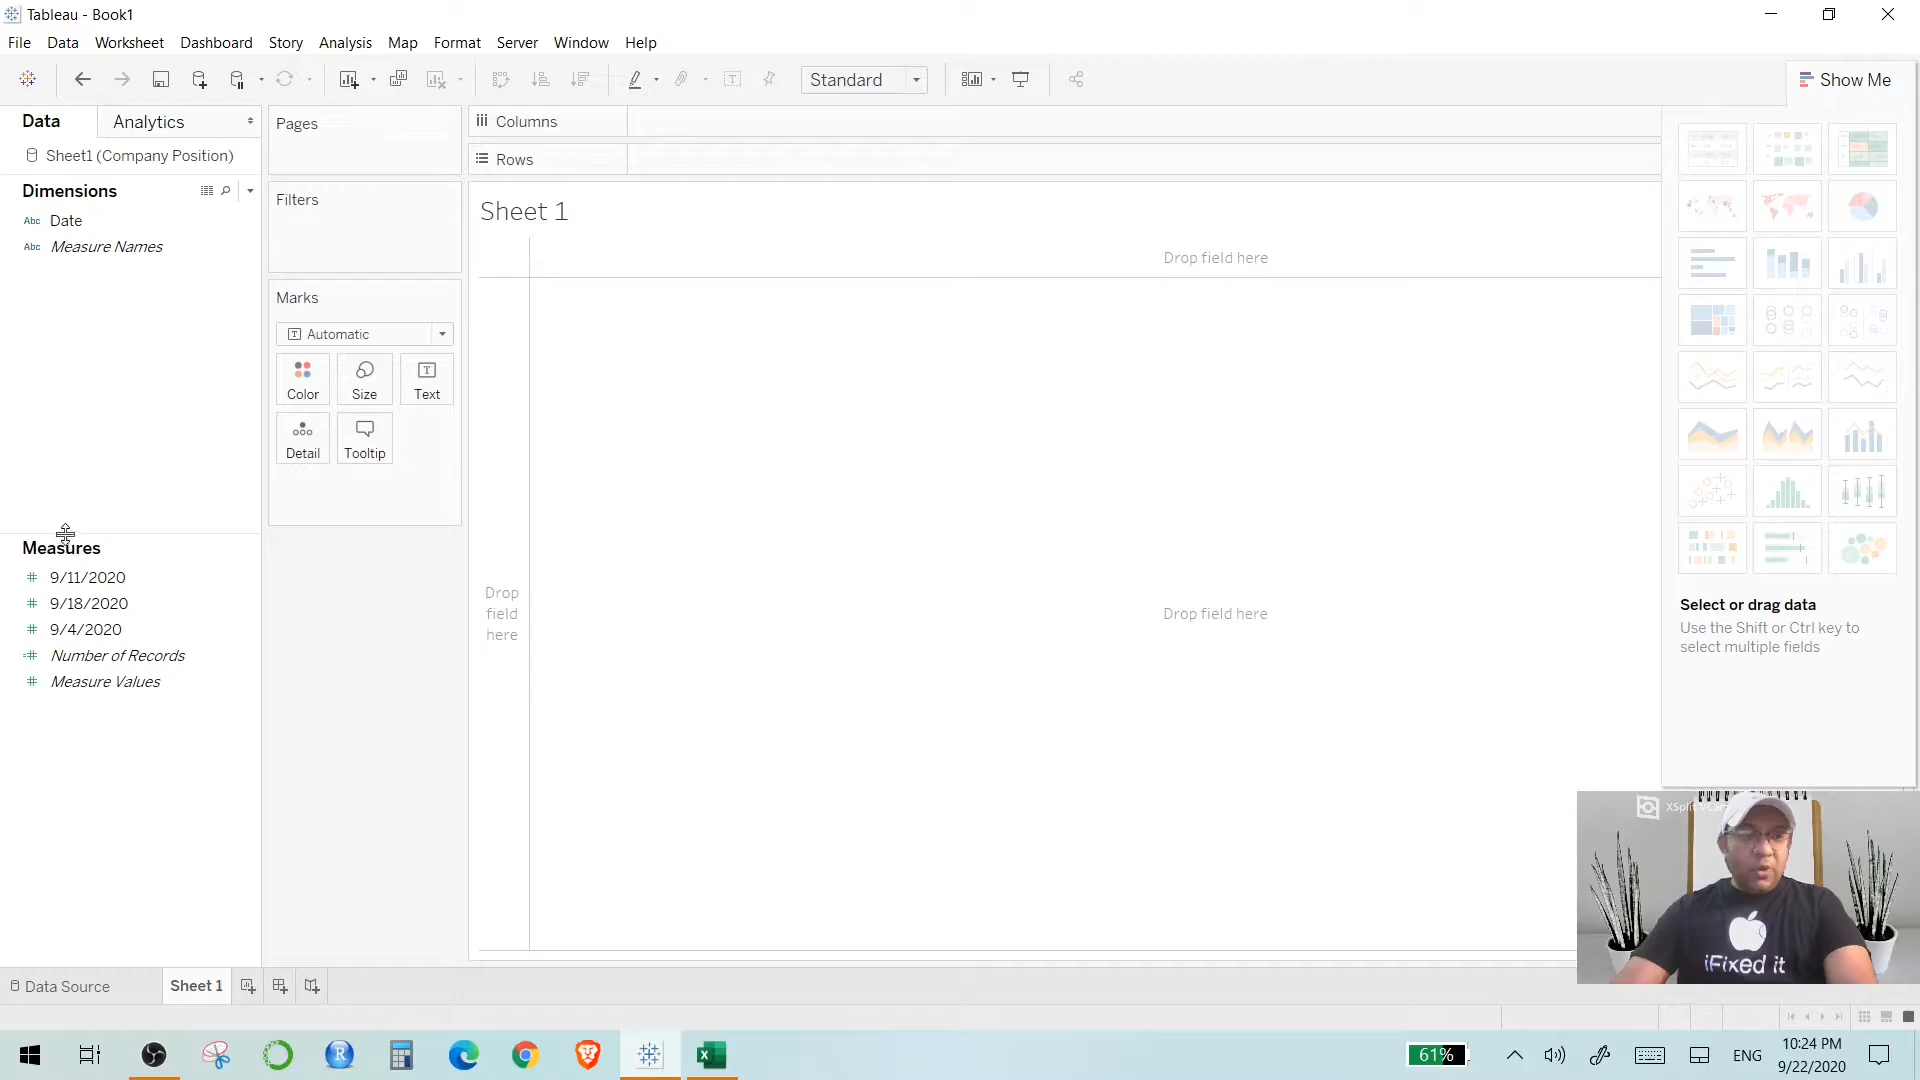 Tableau - Book1
File Data Worksheet Dashboard Story Analysis Map Format Server Window Help
Standard
Show Me
Data
Analytics
Pages
Columns
Sheet1 (Company Position)
Rows
Dimensions
Filters
Abc Date
Abc Measure Names
Sheet 1
Drop field here
Marks
Automatic
Color
Size
Text
Detail
Tooltip
Measures
9/11/2020
9/18/2020
9/4/2020
Number of Records
Measure Values
Drop
field
here
Drop field here
Select or drag data
Use the Shift or Ctrl key to
select multiple fields
iFixed it
Data Source
Sheet 1
61%
ENG
10:24 PM
9/22/2020